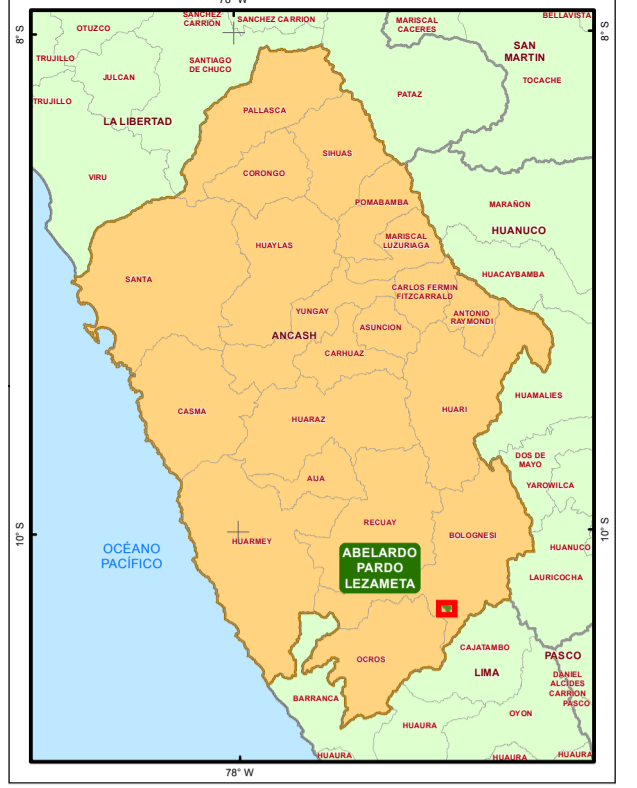 78° W
SANCHEZ
CARRIÓN
SANCHEZ CARRION
MARISCAL
CACERES
BELLAVISTA
8° S
8° S
OTUZCO
SAN
MARTIN
TRUJILLO
SANTIAGO
DE CHUCO
JULCAN
TOCACHE
PATAZ
TRUJILLO
PALLASCA
LA LIBERTAD
SIHUAS
CORONGO
VIRU
POMABAMBA
MARAÑON
HUANUCO
MARISCAL
LUZURIAGA
HUAYLAS
HUACAYBAMBA
SANTA
CARLOS FERMIN
FITZCARRALD
YUNGAY
ANTONIO
RAYMONDI
ASUNCION
ANCASH
CARHUAZ
HUAMALIES
CASMA
HUARI
HUARAZ
DOS DE
MAYO
AIJA
YAROWILCA
RECUAY
BOLOGNESI
10° S
10° S
HUARMEY
OCÉANO
PACÍFICO
ABELARDO
PARDO
LEZAMETA
HUANUCO
LAURICOCHA
CAJATAMBO
PASCO
OCROS
LIMA
DANIEL
ALCIDES
CARRION
PASCO
BARRANCA
OYON
HUAURA
HUAURA
HUAURA
HUAURA
78° W